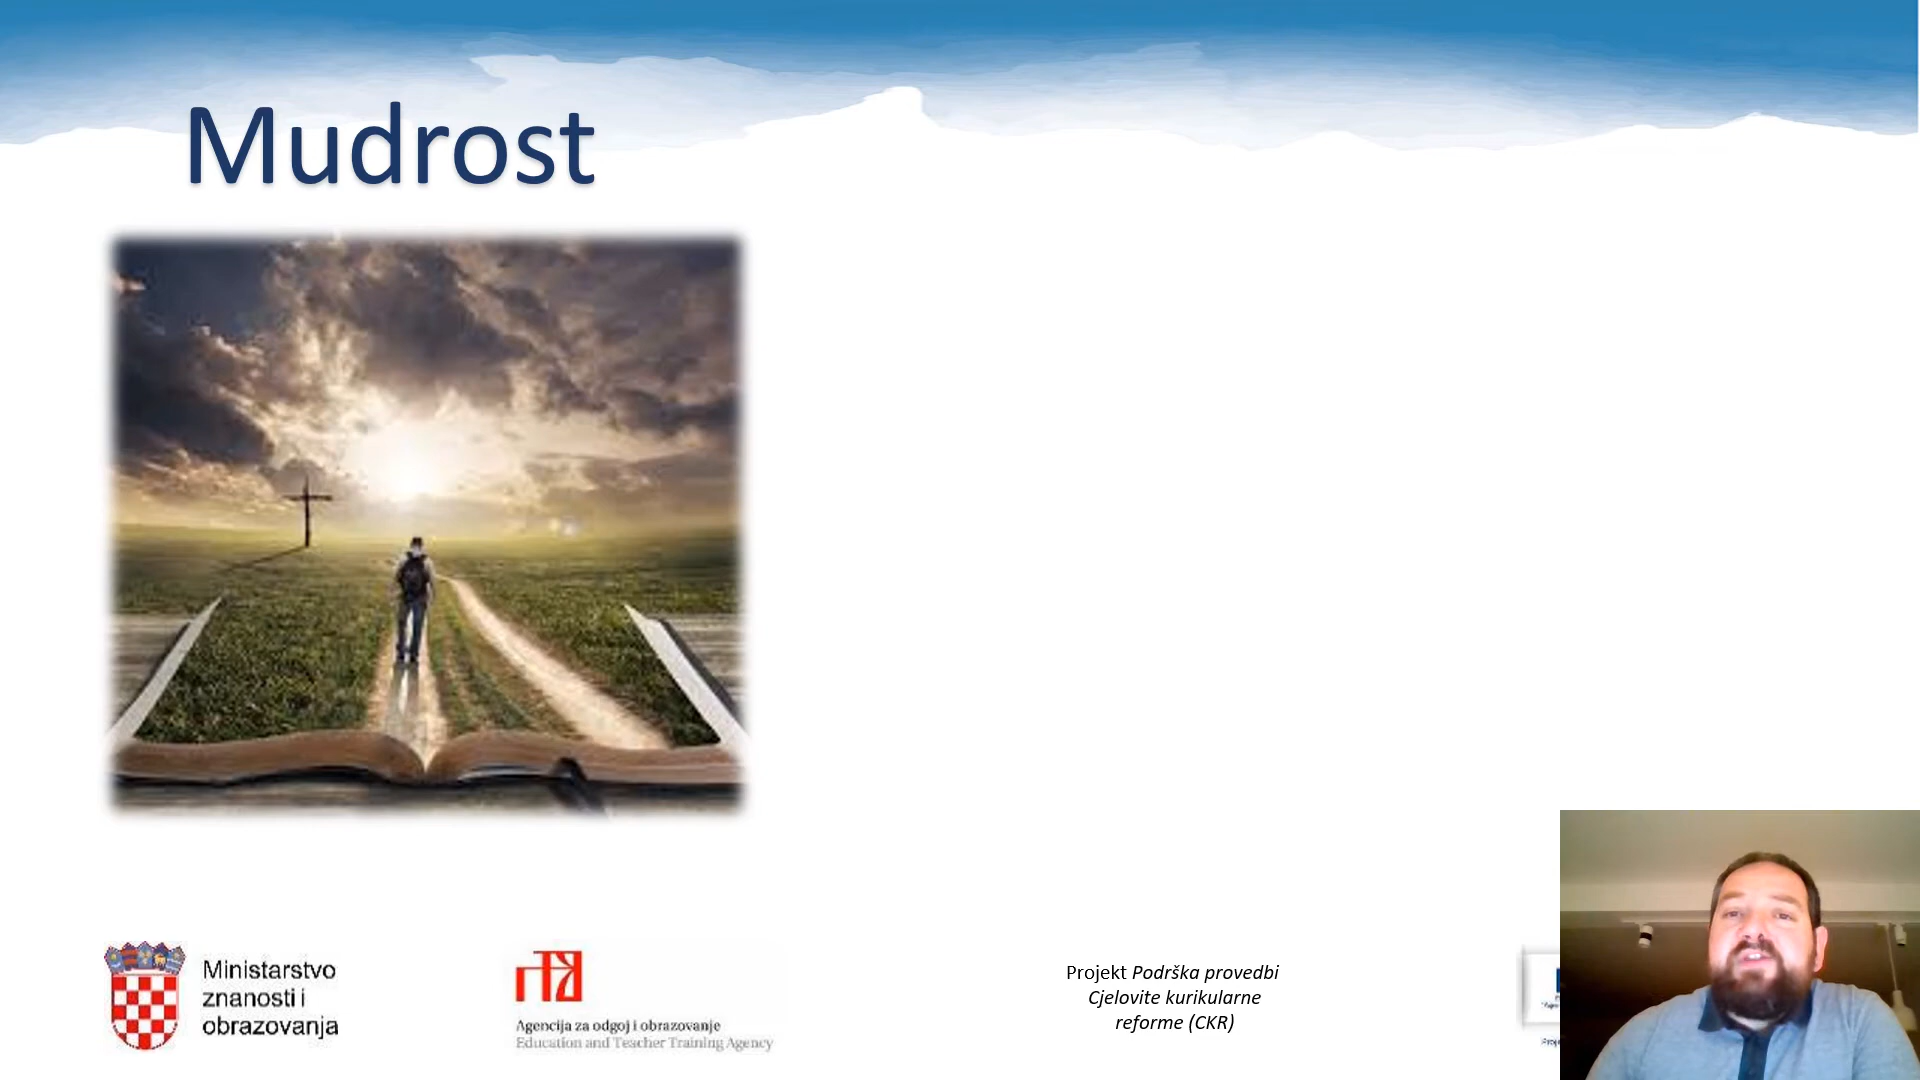 Mudrost
Ministarstvo
znanosti i
obrazovanja
Agencija za odgoj i obrazovanje
Education and Teacher Training Agency
Projekt Podrška provedbi
Cjelovite kurikularne
reforme (CKR)